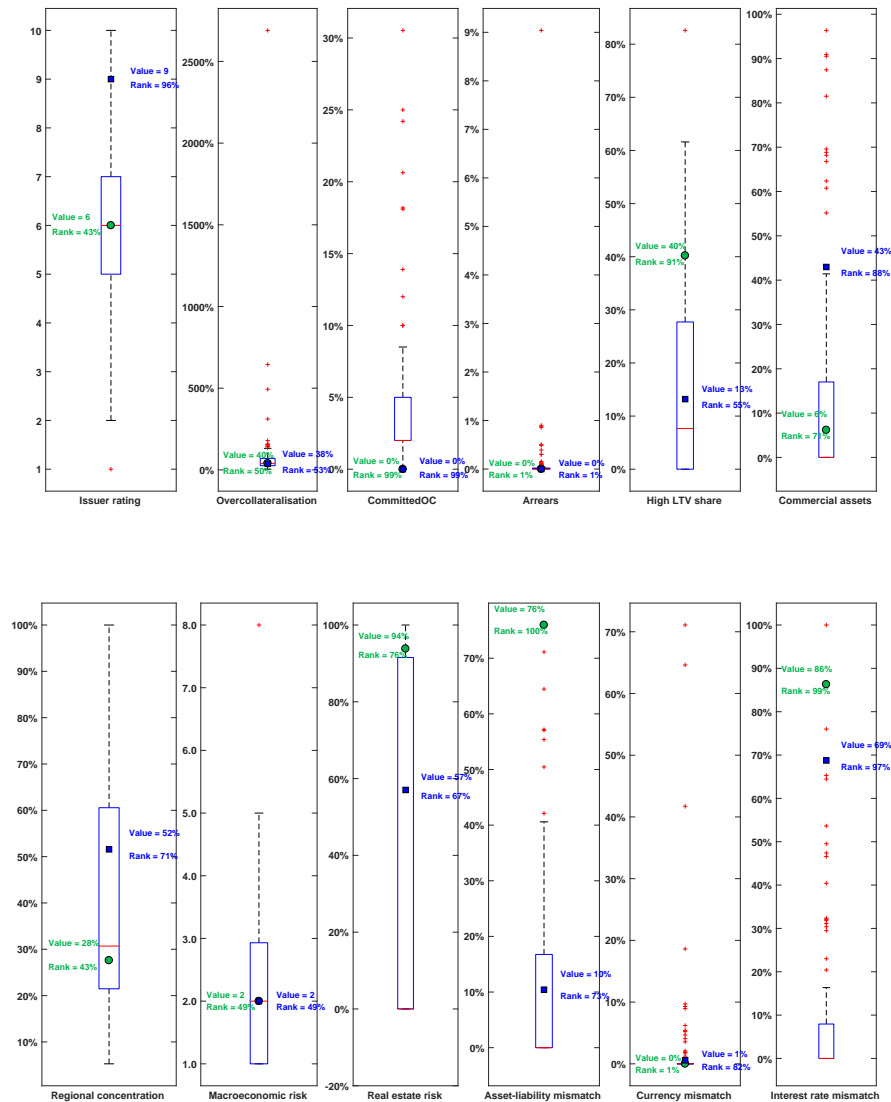 10
9
8
7
6
5
4
3
2
1
Value = 9
Rank = 96%
Value = 6
Rank = 43%
Issuer rating
2500%
2000%
1500%
1000%
500%
0%
Value = 40%
Rank = 50%
Value = 38%
Rank = 53%
Overcollateralisation
30%
25%
20%
15%
10%
5%
0%
Value = 0%
Rank = 99%
Value = 0%
Rank = 99%
CommittedOC
9%
8%
7%
6%
5%
4%
3%
2%
1%
0%
Value = 0%
Rank = 1%
Value = 0%
Rank = 1%
Arrears
80%
70%
60%
50%
40%
30%
20%
10%
0%
Value = 40%
Rank = 91%
Value = 13%
Rank = 55%
High LTV share
100%
90%
80%
70%
60%
50%
40%
30%
20%
10%
0%
Value = 43%
Rank = 88%
Value = 6%
Rank = 71%
Commercial assets
100%
90%
80%
70%
60%
50%
40%
30%
20%
10%
Value = 52%
Rank = 71%
Value = 28%
Rank = 43%
Regional concentration
8.0
7.0
6.0
5.0
4.0
3.0
2.0
1.0
Value = 2
Rank = 49%
Value = 2
Rank = 49%
Macroeconomic risk
100%
80%
60%
40%
20%
0%
-20%
Value = 94%
Rank = 76%
Value = 57%
Rank = 67%
Real estate risk
70%
60%
50%
40%
30%
20%
10%
0%
Value = 76%
Rank = 100%
Value = 10%
Rank = 73%
Asset-liability mismatch
70%
60%
50%
40%
30%
20%
10%
0%
Value = 0%
Rank = 1%
Value = 1%
Rank = 82%
Currency mismatch
100%
90%
80%
70%
60%
50%
40%
30%
20%
10%
0%
Value = 86%
Rank = 99%
Value = 69%
Rank = 97%
Interest rate mismatch